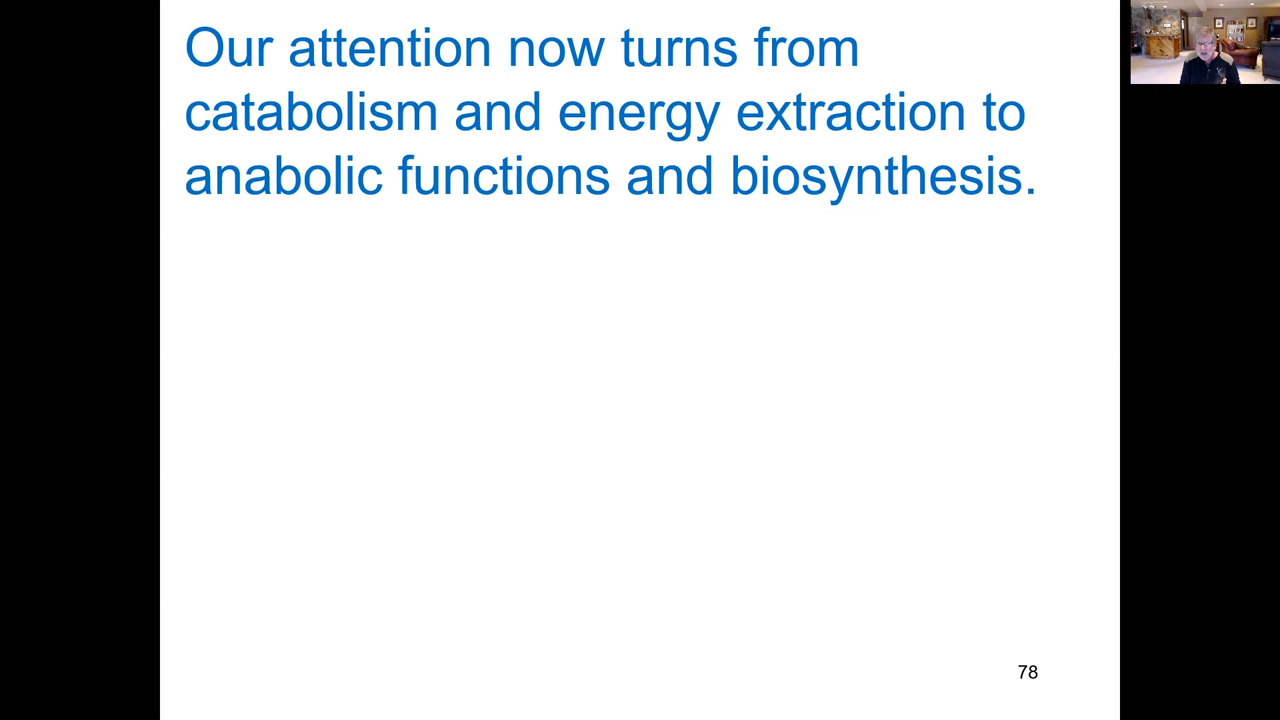 Our attention now turns from
catabolism and energy extraction to
anabolic functions and biosynthesis.
78